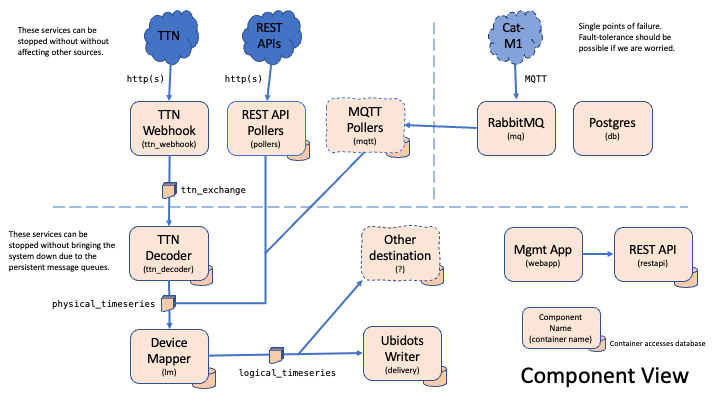 These services can be
stopped without without
affecting other sources.
TTN
REST
APIs
Cat-
M1
Single points of failure.
Fault-tolerance should be
possible if we are worried.
http(s)
http(s)
MQTT
TTN
Webhook
(ttn_webhook)
REST API
Pollers
(pollers)
MQTT
Pollers
(mqtt)
RabbitMQ
(mq)
Postgres
(db)
ttn_exchange
These services can be
stopped without bringing the
system down due to the
persistent message queues.
TTN
Decoder
(ttn_decoder)
Other
destination
(?)
Mgmt App
(webapp)
REST API
(restapi)
physical_timeseries
Device
Mapper
(lm)
logical_timeseries
Ubidots
Writer
(delivery)
Component
Name
(container name)
Container accesses database
Component View